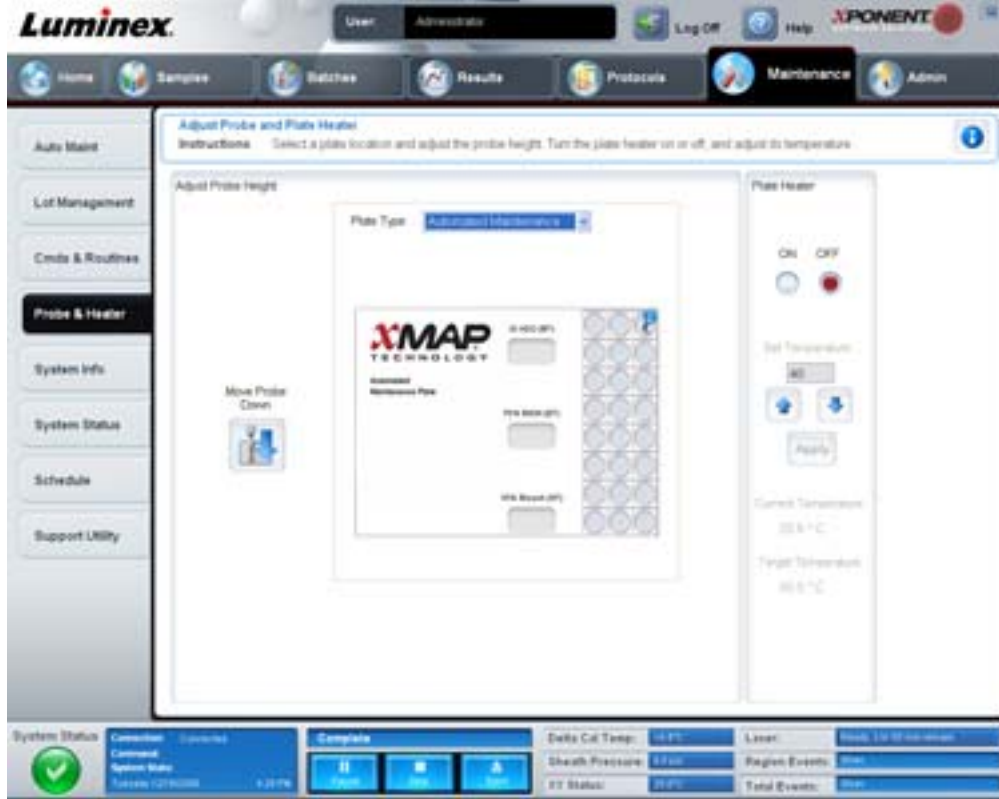 Luminex.
User: Administrator
Log Off
Help
XPONENT
Home
Samples
Batches
Results
Protocols
Maintenance
Admin
Auto Maint
Lot Management
Cmds & Routines
Probe & Heater
System Info
System Status
Schedule
Support Utility
Adjust Probe and Plate Heater
Instructions Select a plate location and adjust the probe height. Turn the plate heater on or off, and adjust its temperature.
Adjust Probe Height
Plate Type Automated Maintenance
Move Probe Down
XMAP
TECHNOLOGY
Automated
Maintenance Plate
Plate Heater
ON OFF
Set Temperature
Apply
Current Temperature
Target Temperature
System Status
Connection: Connected
Command:
System State:
Complete
Delta Cal Temp:
Sheath Pressure:
XY Status:
Laser:
Region Events:
Total Events: